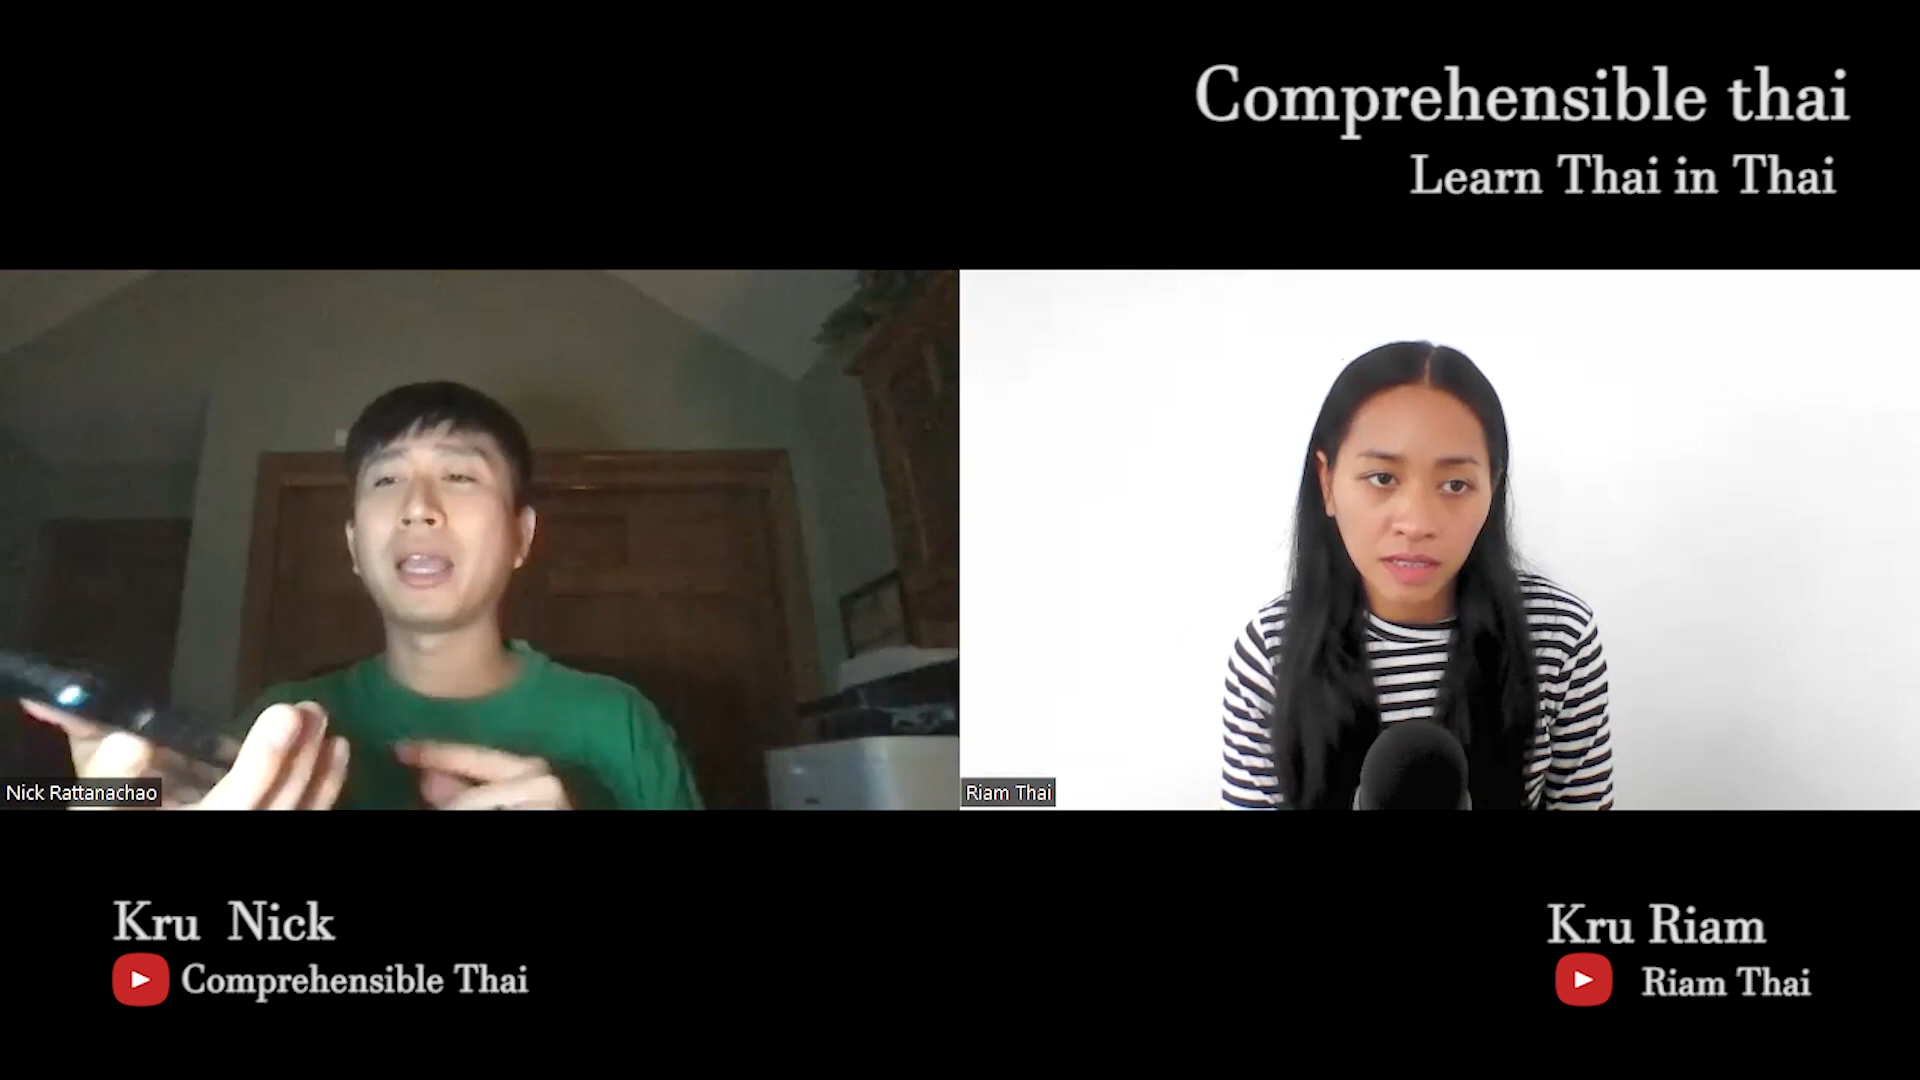 Comprehensible thai
Learn Thai in Thai
Nick Rattanachao
Riam Thai
Kru Nick
Comprehensible Thai
Kru Riam
Riam Thai